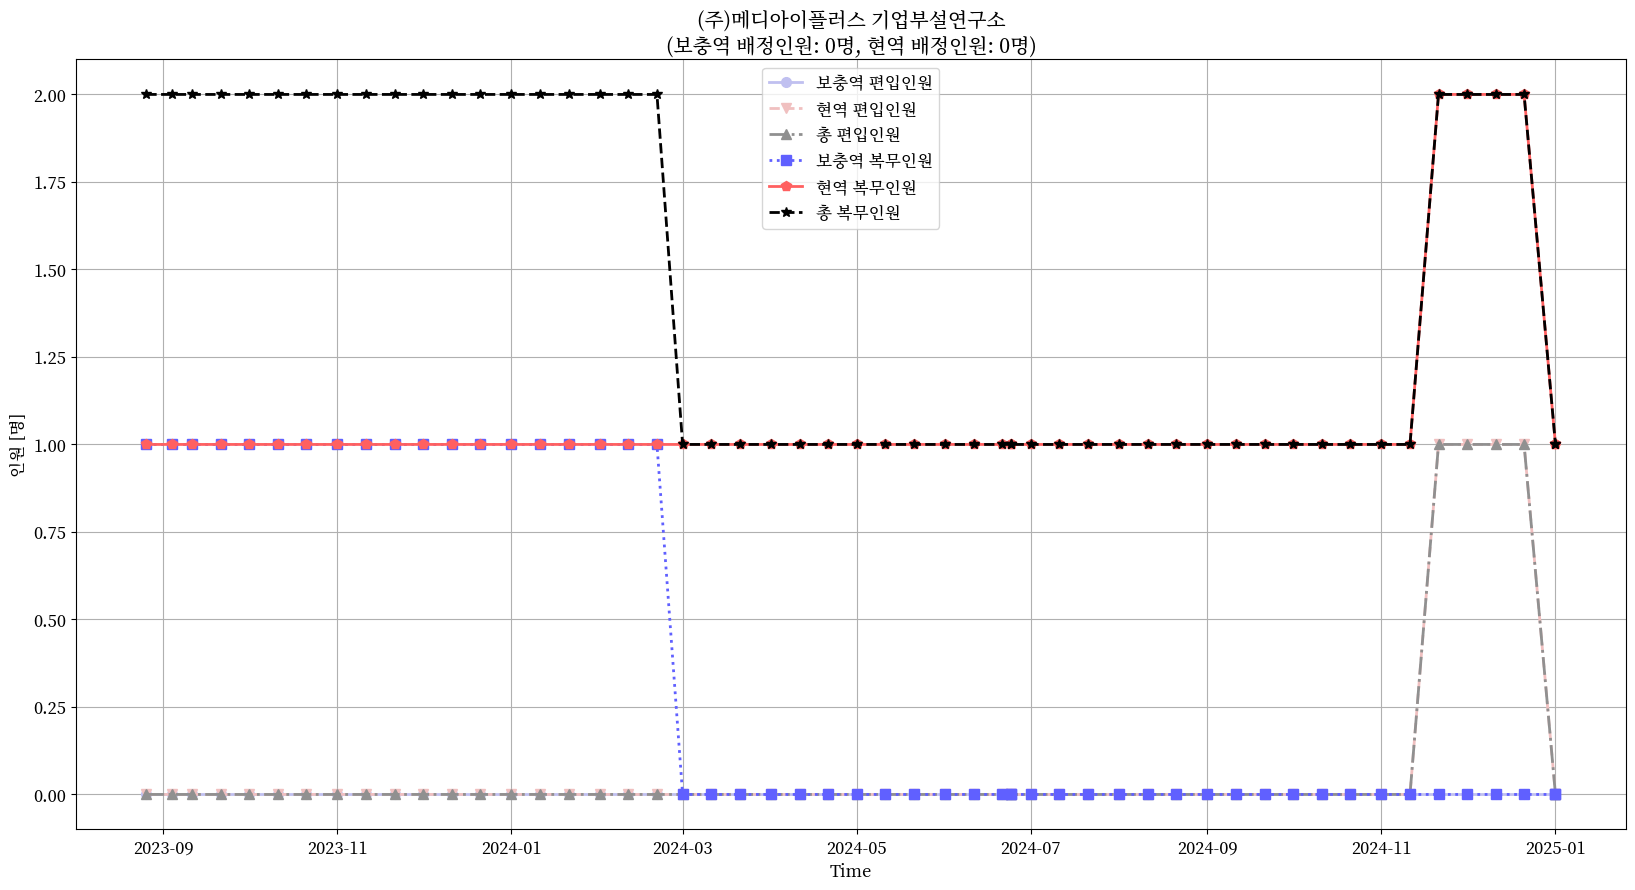 (주)메디아이플러스 기업부설연구소
(보충역 배정인원: 0명, 현역 배정인원: 0명)
보충역 편입인원
현역 편입인원
총 편입인원
보충역 복무인원
현역 복무인원
총 복무인원
인원 [명]
2.00
1.75
1.50
1.25
1.00
0.75
0.50
0.25
0.00
2023-09 2023-11 2024-01 2024-03 2024-05 2024-07 2024-09 2024-11 2025-01
Time